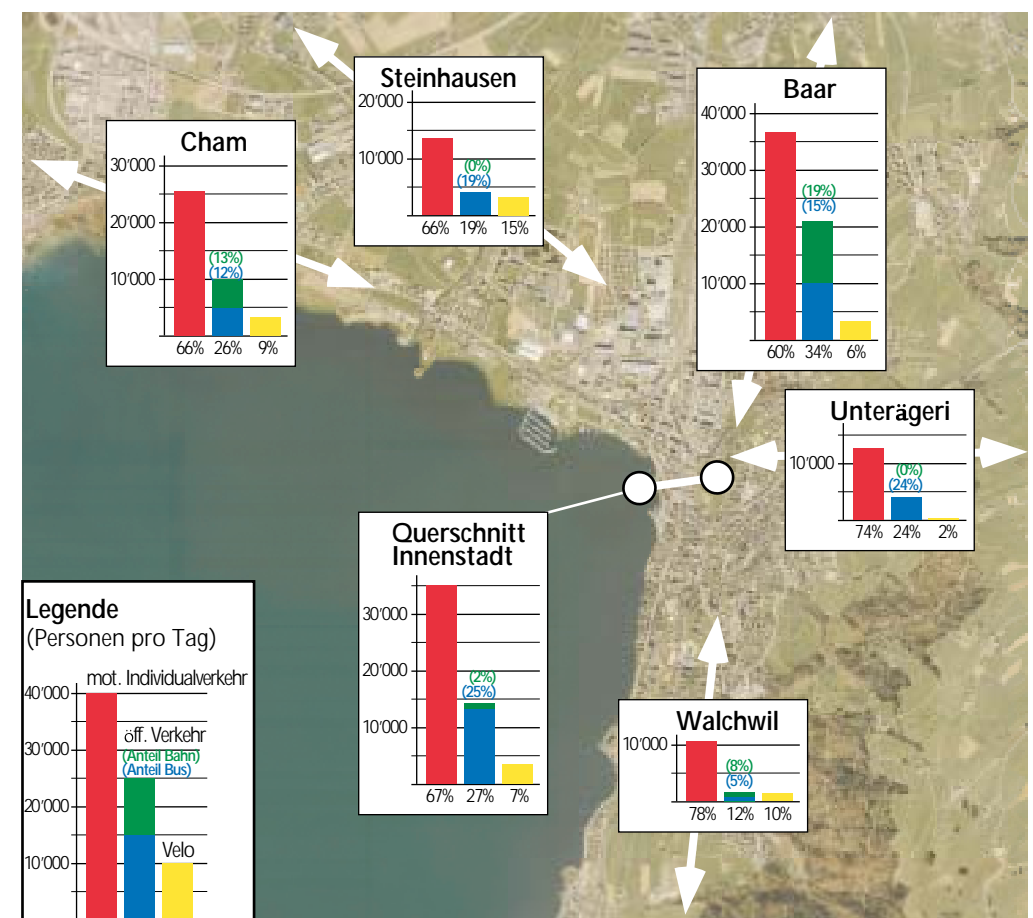 Steinhausen
20'000
10'000
(0%)
(19%)
66% 19% 15%
Baar
40'000
30'000
20'000
10'000
(19%)
(15%)
60% 34% 6%
Cham
30'000
20'000
10'000
(13%)
(12%)
66% 26% 9%
Unterägeri
10'000
(0%)
(24%)
74% 24% 2%
Querschnitt
Innenstadt
30'000
20'000
10'000
(2%)
(25%)
67% 27% 7%
Legende
(Personen pro Tag)
mot. Individualverkehr
40'000
öff. Verkehr
30'000
(Anteil Bahn)
(Anteil Bus)
20'000
Velo
10'000
Walchwil
10'000
(8%)
(5%)
78% 12% 10%